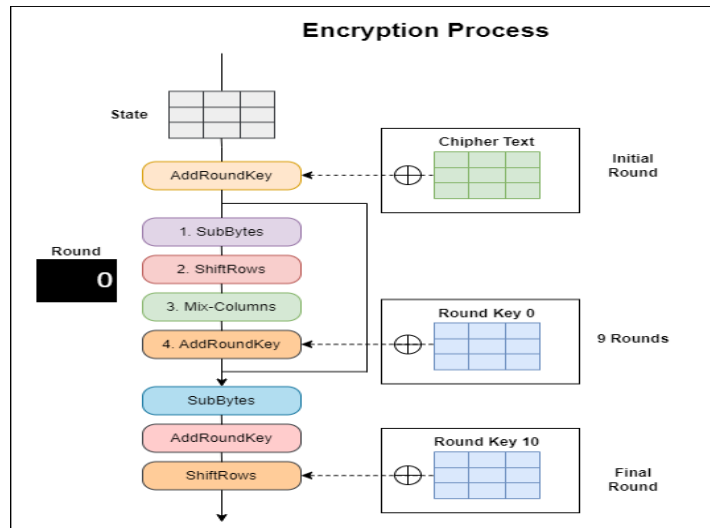 Encryption Process
State
Chipher Text
AddRoundKey
Initial
Round
1. SubBytes
Round
0
2. ShiftRows
3. Mix-Columns
Round Key 0
4. AddRoundKey
9 Rounds
SubBytes
AddRoundKey
Round Key 10
ShiftRows
Final
Round